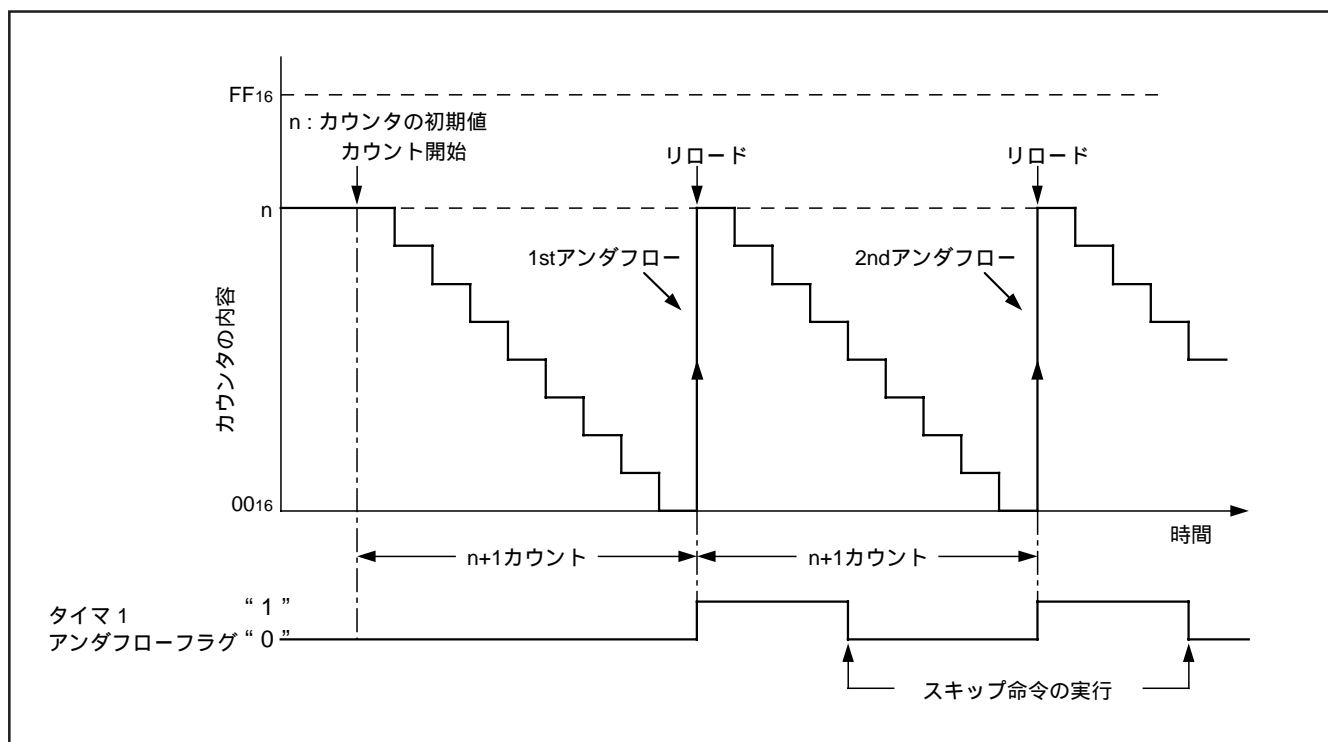 FF16
n : カウンタの初期値
カウント開始
リロード
リロード
n
1stアンダフロー
2ndアンダフロー
カウンタの内容
0016
時間
n+1カウント
n+1カウント
タイマ 1
アンダフローフラグ
“ 1 ”
“ 0 ”
スキップ命令の実行